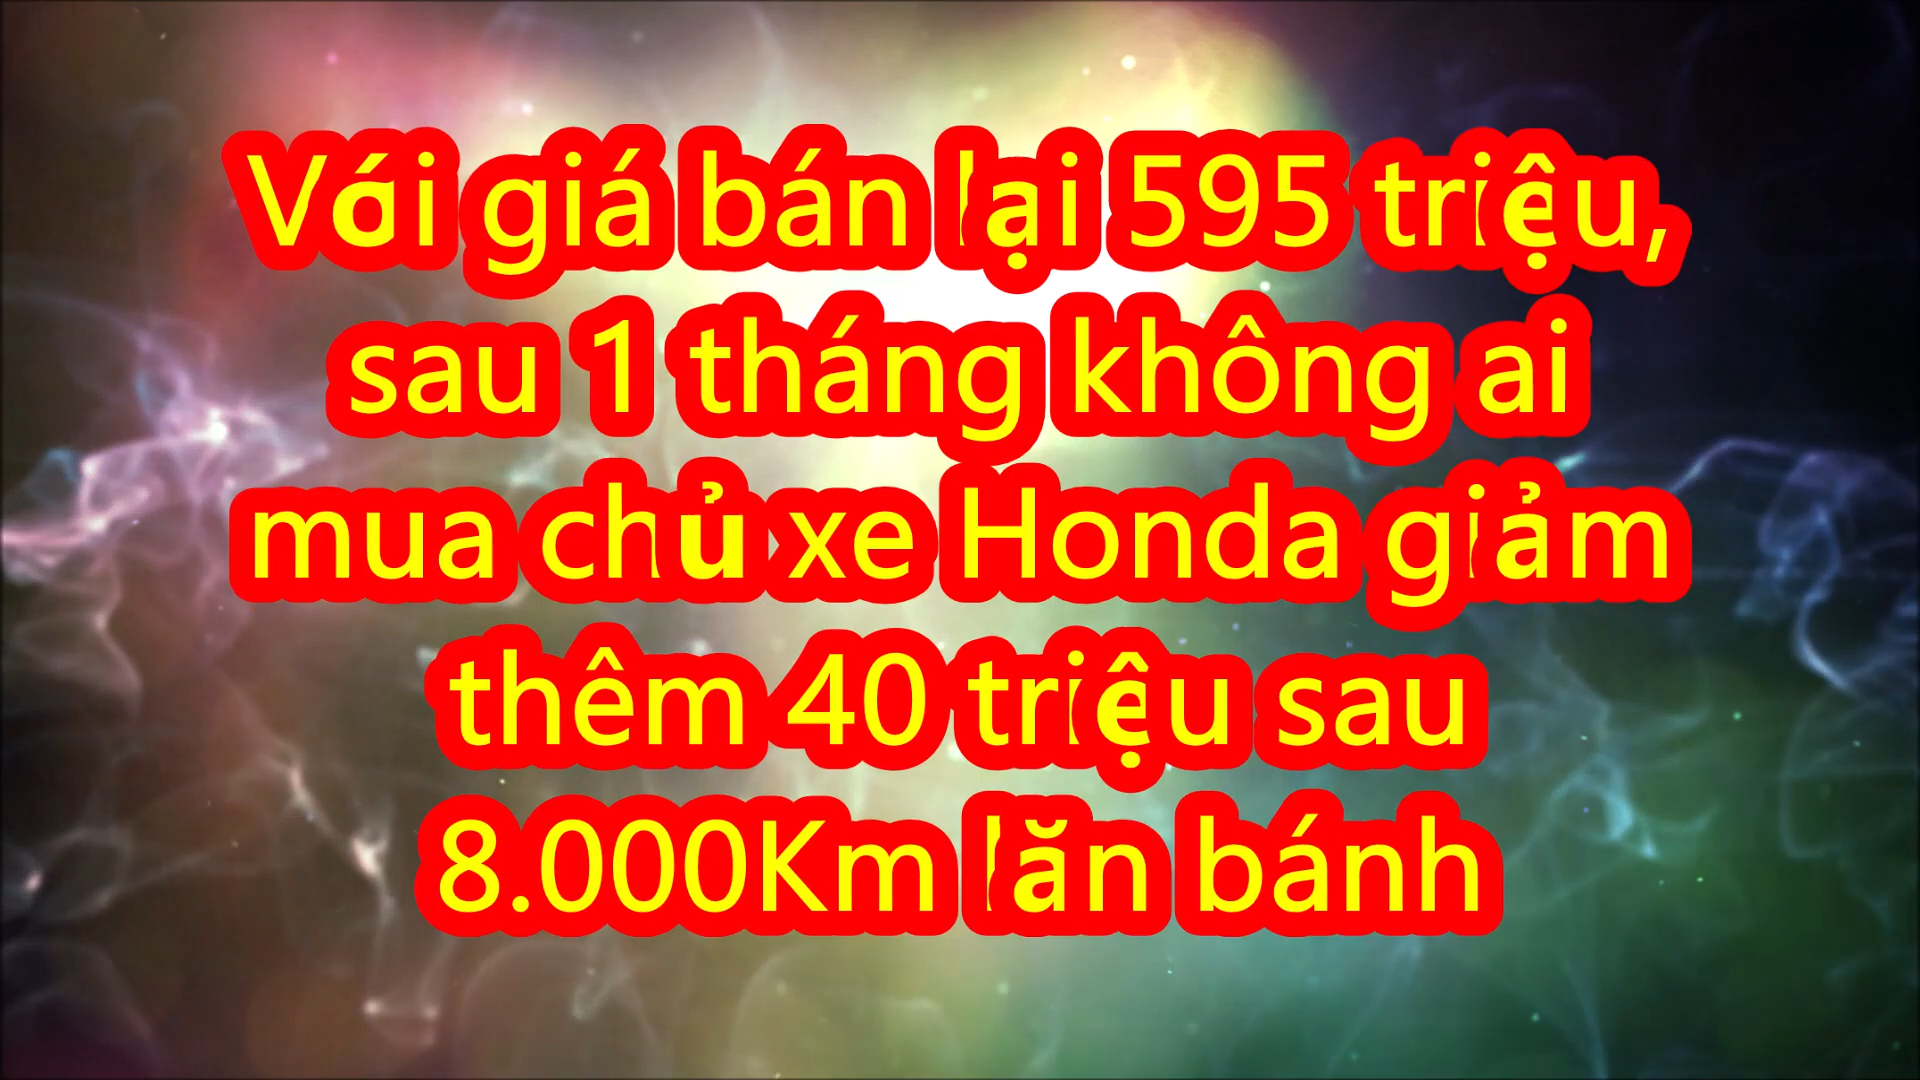 Với giá bán lại 595 triệu,
sau 1 tháng không ai
mua chủ xe Honda giảm
thêm 40 triệu sau
8.000Km lăn bánh